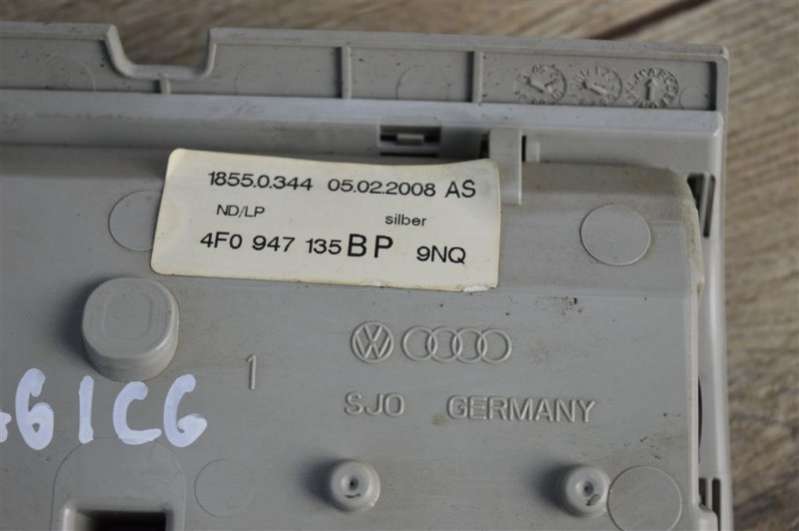 1855.0.344 05.02.2008 AS
ND/LP silber
4F0 947 135 BP 9NQ
1
SJO GERMANY
61CG